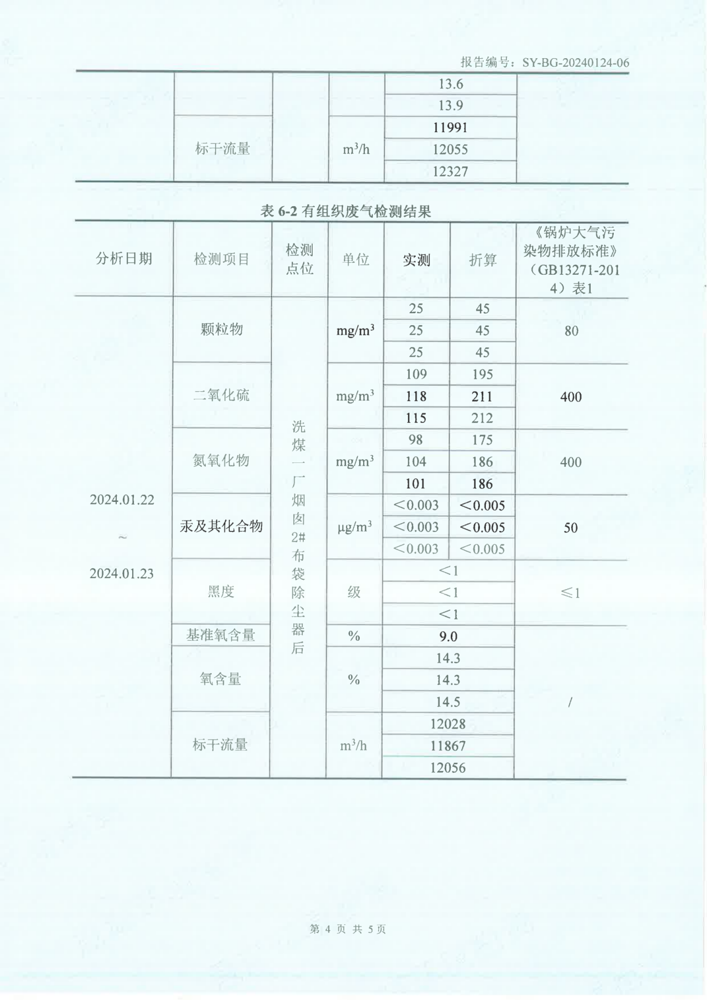 报告编号：SY-BG-20240124-06
13.6
13.9
标干流量 m³/h 11991
12055
12327
表 6-2 有组织废气检测结果
分析日期 检测项目 检测点位 单位 实测 折算 《锅炉大气污染物排放标准》（GB13271-2014）表1
2024.01.22
~
2024.01.23
洗煤一厂烟囱2#布袋除尘器后
颗粒物 mg/m³ 80
25 45
25 45
25 45
二氧化硫 mg/m³ 400
109 195
118 211
115 212
氮氧化物 mg/m³ 400
98 175
104 186
101 186
汞及其化合物 μg/m³ 50
＜0.003 ＜0.005
＜0.003 ＜0.005
＜0.003 ＜0.005
黑度 级 ≤1
＜1
＜1
＜1
基准氧含量 % 9.0 /
氧含量 %
14.3
14.3
14.5
标干流量 m³/h
12028
11867
12056
第 4 页 共 5 页